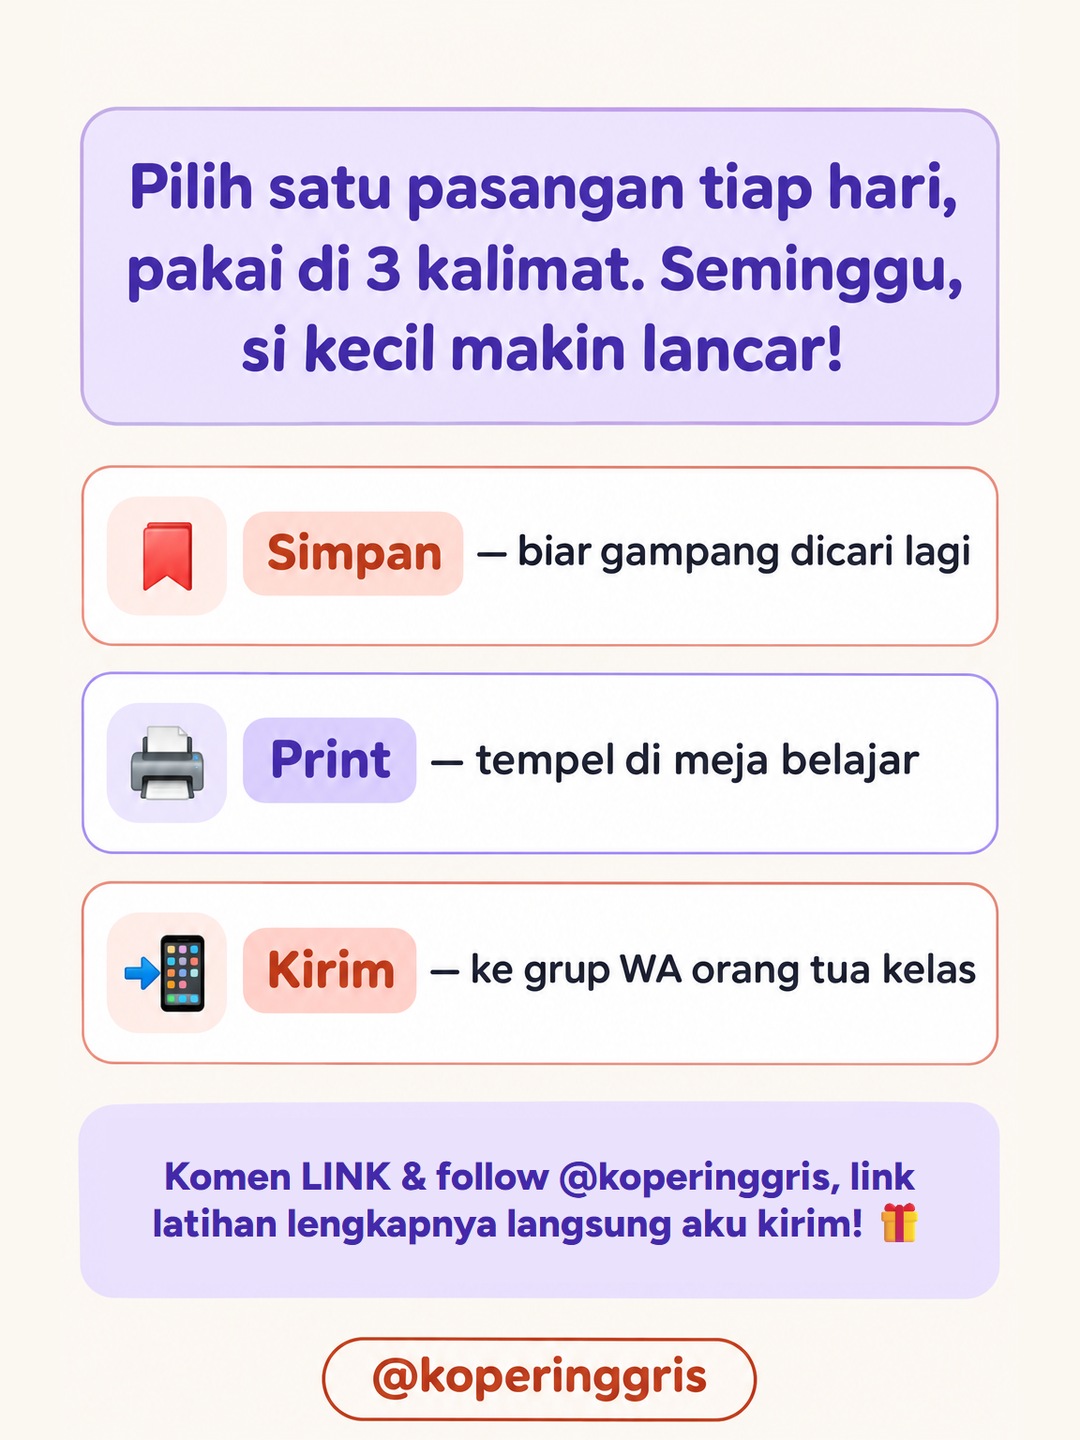 Pilih satu pasangan tiap hari,
pakai di 3 kalimat. Seminggu,
si kecil makin lancar!
Simpan — biar gampang dicari lagi
Print — tempel di meja belajar
Kirim — ke grup WA orang tua kelas
Komen LINK & follow @koperinggris, link
latihan lengkapnya langsung aku kirim! 🎁
@koperinggris